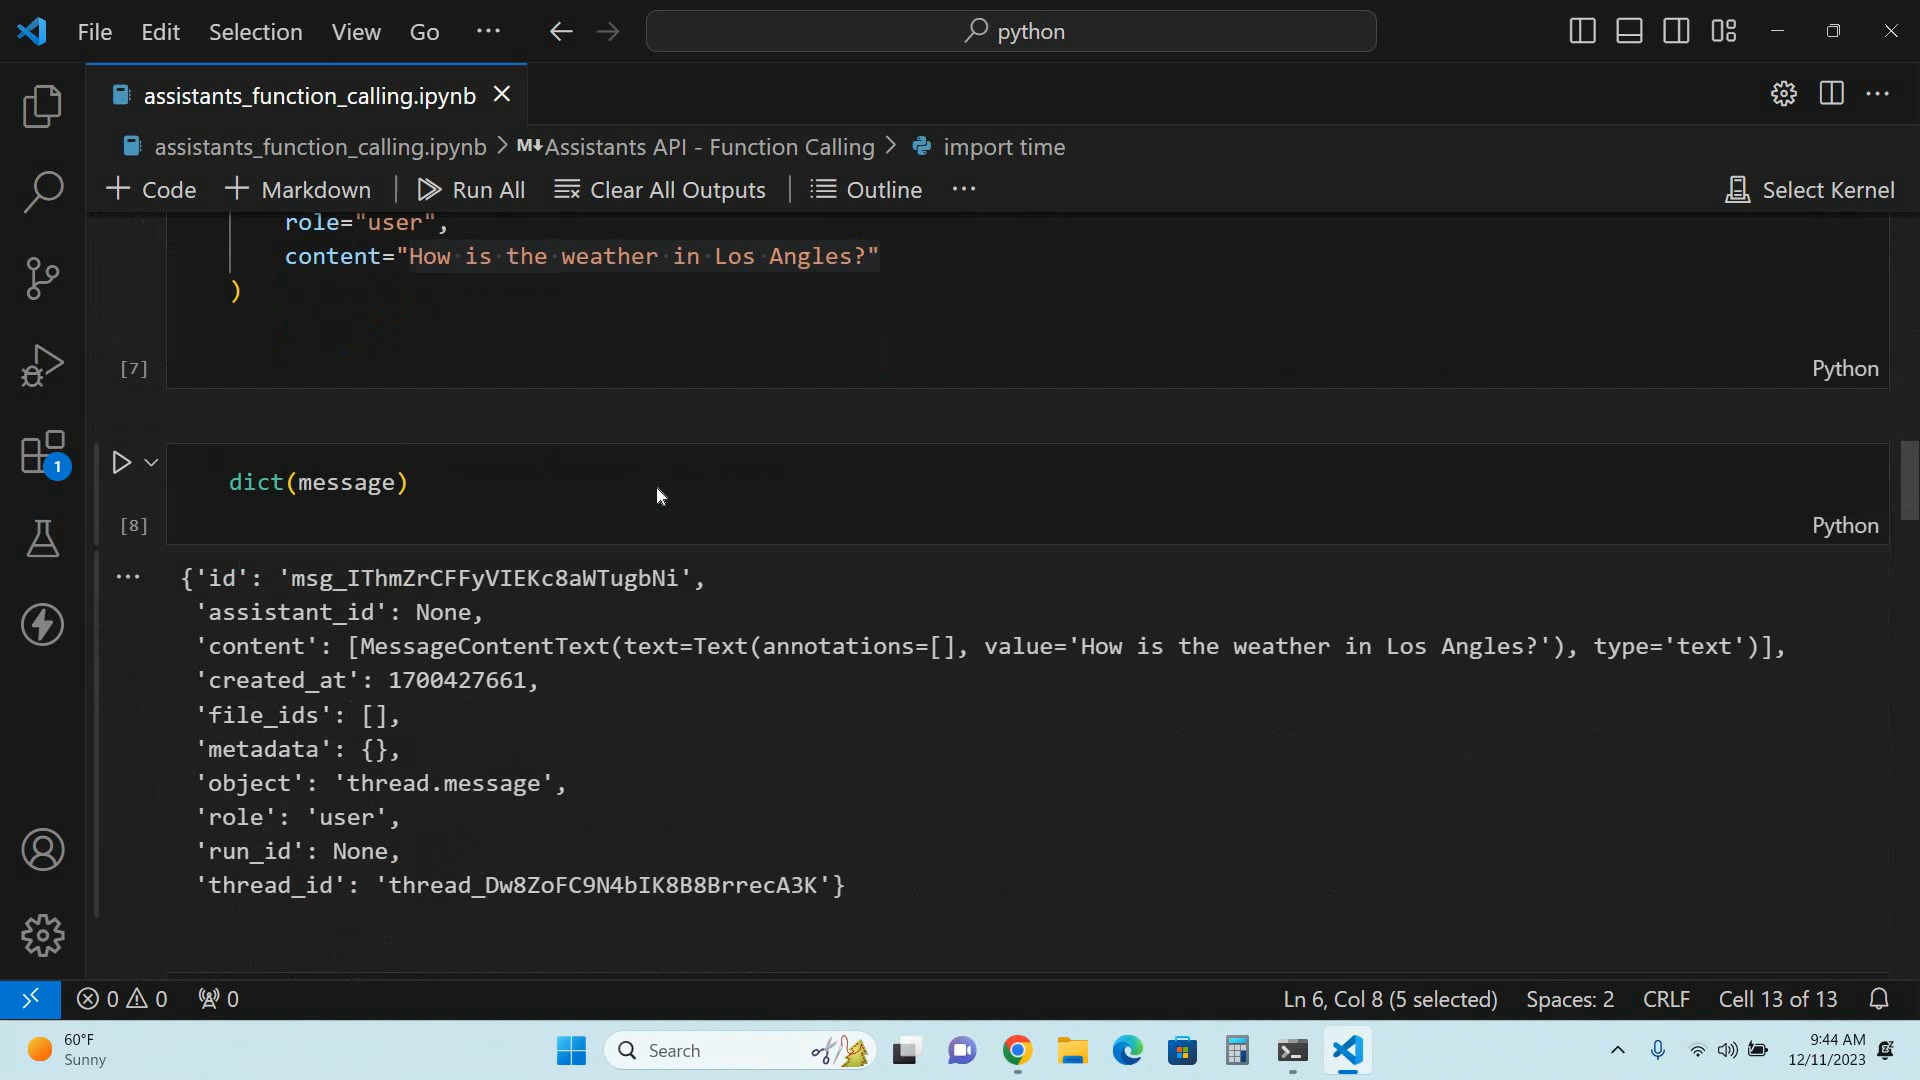 File Edit Selection View Go ··· python
assistants_function_calling.ipynb
assistants_function_calling.ipynb > M↓ Assistants API - Function Calling > import time
+ Code + Markdown | Run All Clear All Outputs | Outline ··· Select Kernel
role="user",
content="How is the weather in Los Angles?"
)
[7] Python
dict(message)
[8] Python
{'id': 'msg_IThmZrCFFyVIEKc8aWTugbNi',
'assistant_id': None,
'content': [MessageContentText(text=Text(annotations=[], value='How is the weather in Los Angles?'), type='text')],
'created_at': 1700427661,
'file_ids': [],
'metadata': {},
'object': 'thread.message',
'role': 'user',
'run_id': None,
'thread_id': 'thread_Dw8ZoFC9N4bIK8B8BrrecA3K'}
1
0 0 0 Ln 6, Col 8 (5 selected) Spaces: 2 CRLF Cell 13 of 13
60°F
Sunny
Search
9:44 AM
12/11/2023